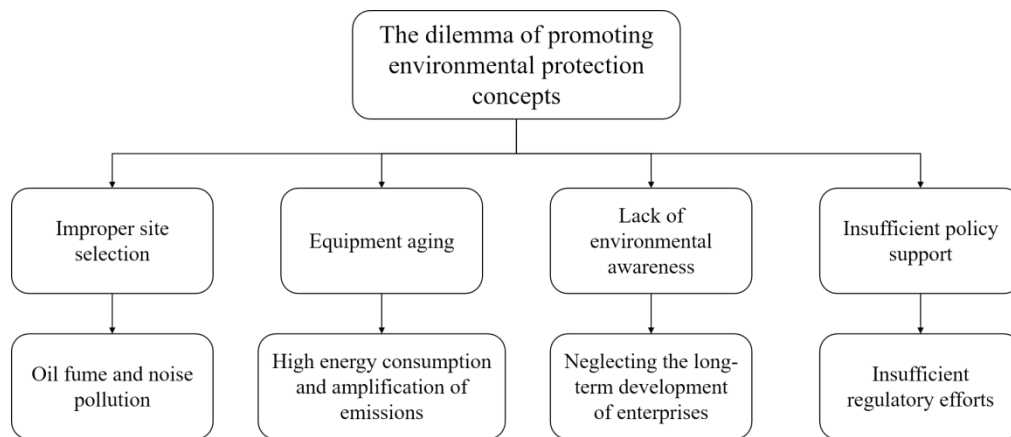 The dilemma of promoting
environmental protection
concepts
Improper site
selection
Equipment aging
Lack of
environmental
awareness
Insufficient policy
support
Oil fume and noise
pollution
High energy consumption
and amplification of
emissions
Neglecting the long-
term development
of enterprises
Insufficient
regulatory efforts